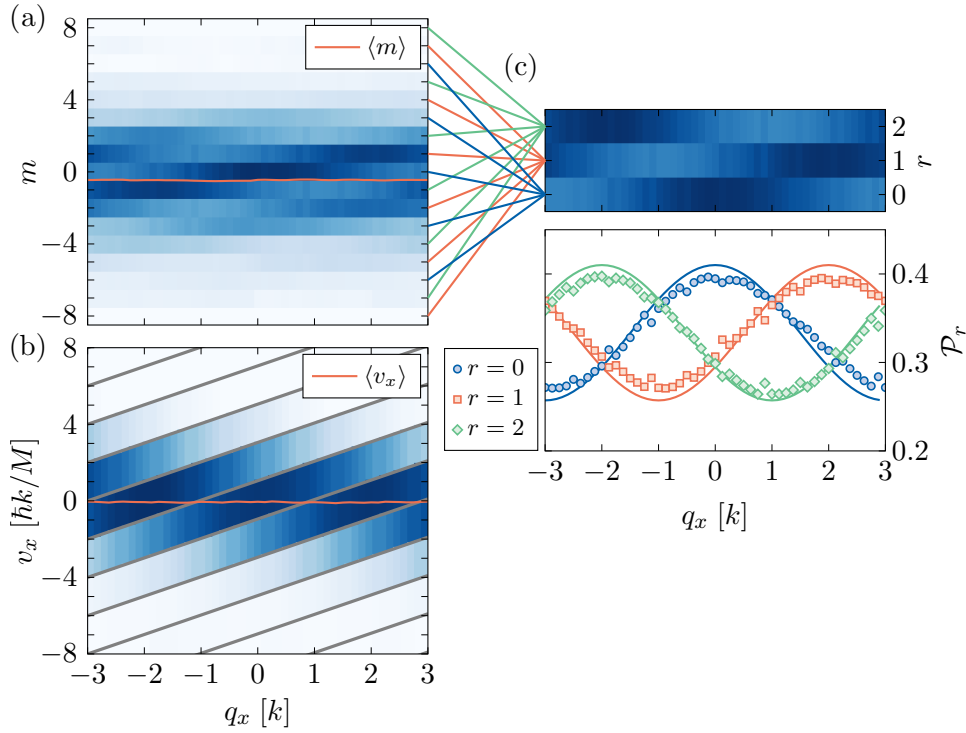 (a)
8
4
0
−4
−8
m
⟨m⟩
(b)
8
4
0
−4
−8
v_x [ħk/M]
⟨v_x⟩
−3 −2 −1 0 1 2 3
q_x [k]
(c)
2
1
0
r
0.4
0.3
0.2
𝒫_r
r = 0
r = 1
r = 2
−3 −2 −1 0 1 2 3
q_x [k]